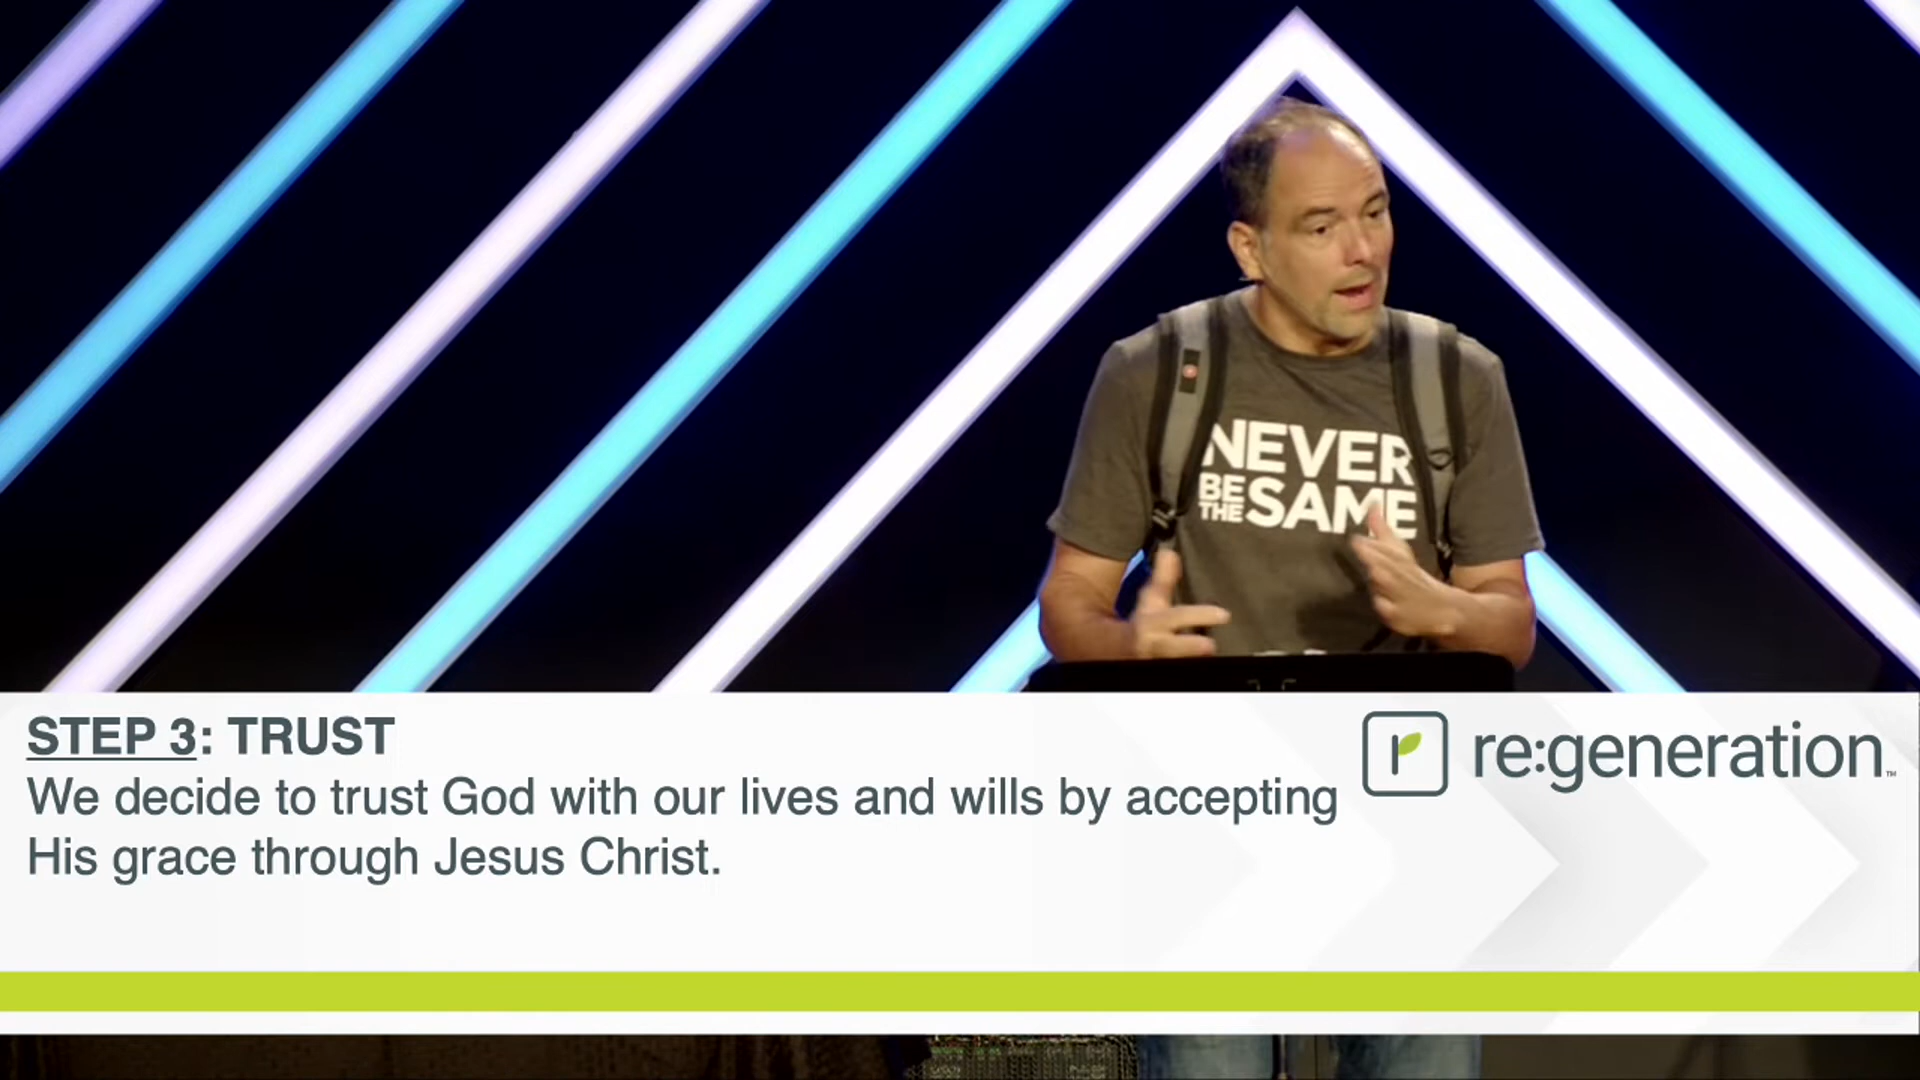 NEVER
BE THE SAME
STEP 3: TRUST
We decide to trust God with our lives and wills by accepting
His grace through Jesus Christ.
r
re:generation™